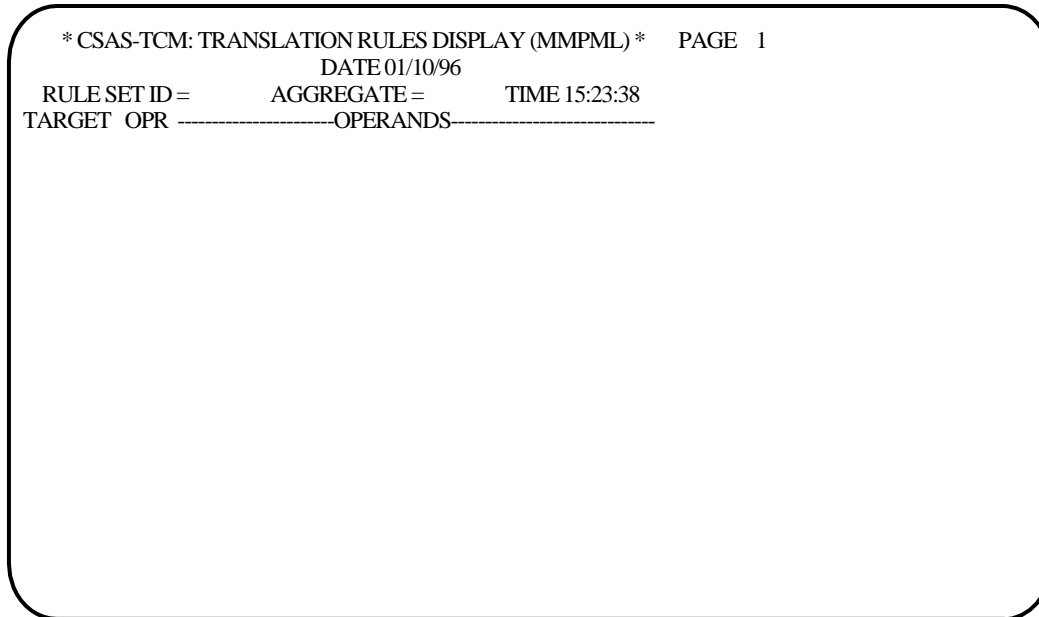 * CSAS-TCM: TRANSLATION RULES DISPLAY (MMPML) * PAGE 1
DATE 01/10/96
RULE SET ID = AGGREGATE = TIME 15:23:38
TARGET OPR -----------------------OPERANDS------------------------------